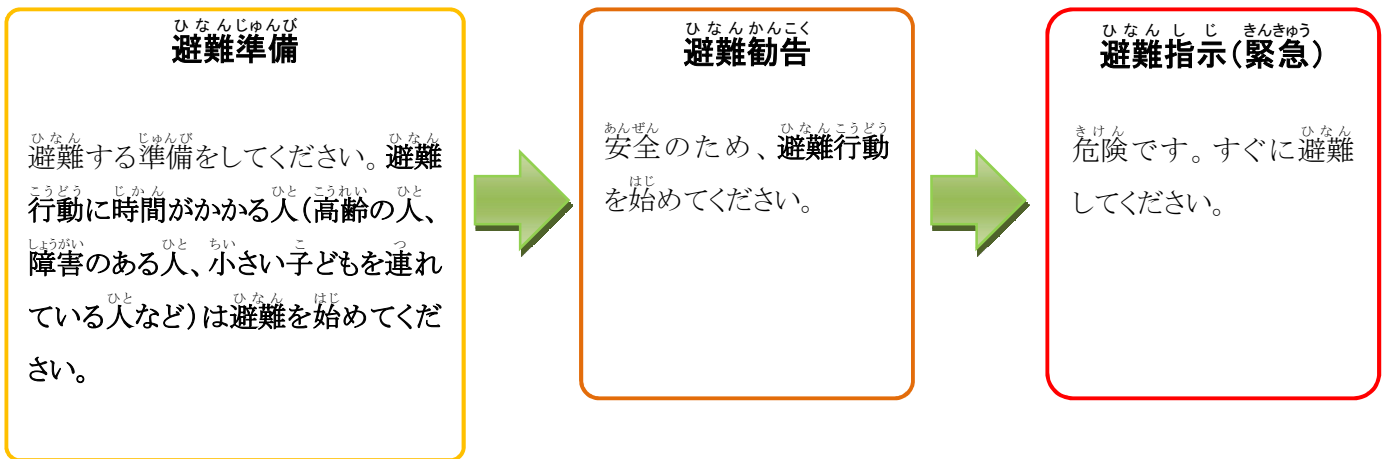 ひなんじゅんび
避難準備
ひなん じゅんび ひなん
避難する準備をしてください。避難
こうどう じかん ひと こうれい ひと
行動に時間がかかる人(高齢の人、
しょうがい ひと ちい こ つ
障害のある人、小さい子どもを連れ
ひと ひなん はじ
ている人など)は避難を始めてくだ
さい。
ひなんかんこく
避難勧告
あんぜん ひなんこうどう
安全のため、避難行動
はじ
を始めてください。
ひなんしじ きんきゅう
避難指示(緊急)
きけん ひなん
危険です。すぐに避難
してください。